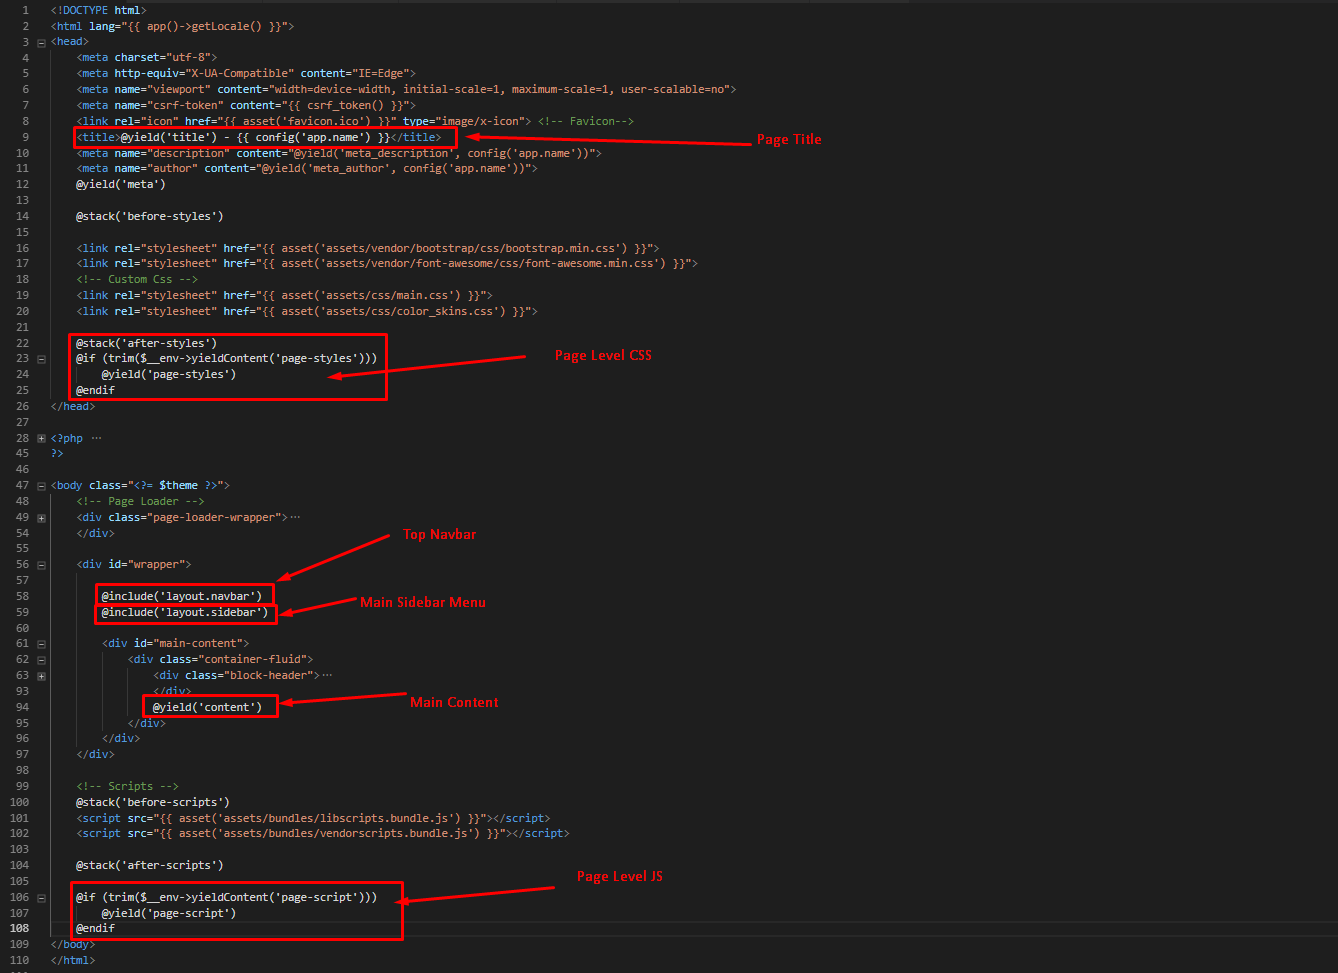 1 <!DOCTYPE html>
2 <html lang="{{ app()->getLocale() }}">
3 <head>
4 <meta charset="utf-8">
5 <meta http-equiv="X-UA-Compatible" content="IE=Edge">
6 <meta name="viewport" content="width=device-width, initial-scale=1, maximum-scale=1, user-scalable=no">
7 <meta name="csrf-token" content="{{ csrf_token() }}">
8 <link rel="icon" href="{{ asset('favicon.ico') }}" type="image/x-icon"> <!-- Favicon-->
9 <title>@yield('title') - {{ config('app.name') }}</title>
Page Title
10 <meta name="description" content="@yield('meta_description', config('app.name'))">
11 <meta name="author" content="@yield('meta_author', config('app.name'))">
12 @yield('meta')
13
14 @stack('before-styles')
15
16 <link rel="stylesheet" href="{{ asset('assets/vendor/bootstrap/css/bootstrap.min.css') }}">
17 <link rel="stylesheet" href="{{ asset('assets/vendor/font-awesome/css/font-awesome.min.css') }}">
18 <!-- Custom Css -->
19 <link rel="stylesheet" href="{{ asset('assets/css/main.css') }}">
20 <link rel="stylesheet" href="{{ asset('assets/css/color_skins.css') }}">
21
22 @stack('after-styles')
23 @if (trim($__env->yieldContent('page-styles')))
Page Level CSS
24 @yield('page-styles')
25 @endif
26 </head>
27
28 <?php ...
45 ?>
46
47 <body class="<?= $theme ?>">
48 <!-- Page Loader -->
49 <div class="page-loader-wrapper">...
54 </div>
Top Navbar
55
56 <div id="wrapper">
57
58 @include('layout.navbar')
59 @include('layout.sidebar')
Main Sidebar Menu
60
61 <div id="main-content">
62 <div class="container-fluid">
63 <div class="block-header">...
93 </div>
94 @yield('content')
Main Content
95 </div>
96 </div>
97 </div>
98
99 <!-- Scripts -->
100 @stack('before-scripts')
101 <script src="{{ asset('assets/bundles/libscripts.bundle.js') }}"></script>
102 <script src="{{ asset('assets/bundles/vendorscripts.bundle.js') }}"></script>
103
104 @stack('after-scripts')
105
Page Level JS
106 @if (trim($__env->yieldContent('page-script')))
107 @yield('page-script')
108 @endif
109 </body>
110 </html>